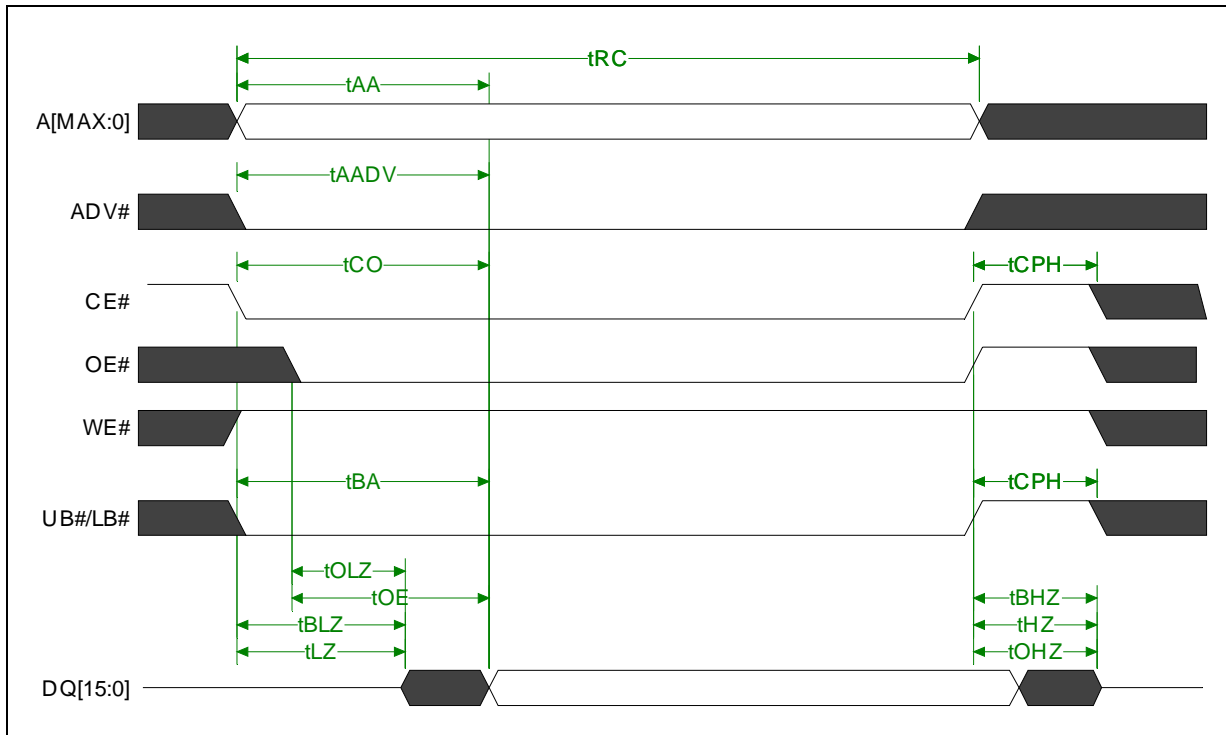 tRC
tAA
A[MAX:0]
tAADV
ADV#
tCO
tCPH
CE#
OE#
WE#
tBA
tCPH
UB#/LB#
tOLZ
tOE
tBHZ
tBLZ
tHZ
tLZ
tOHZ
DQ[15:0]